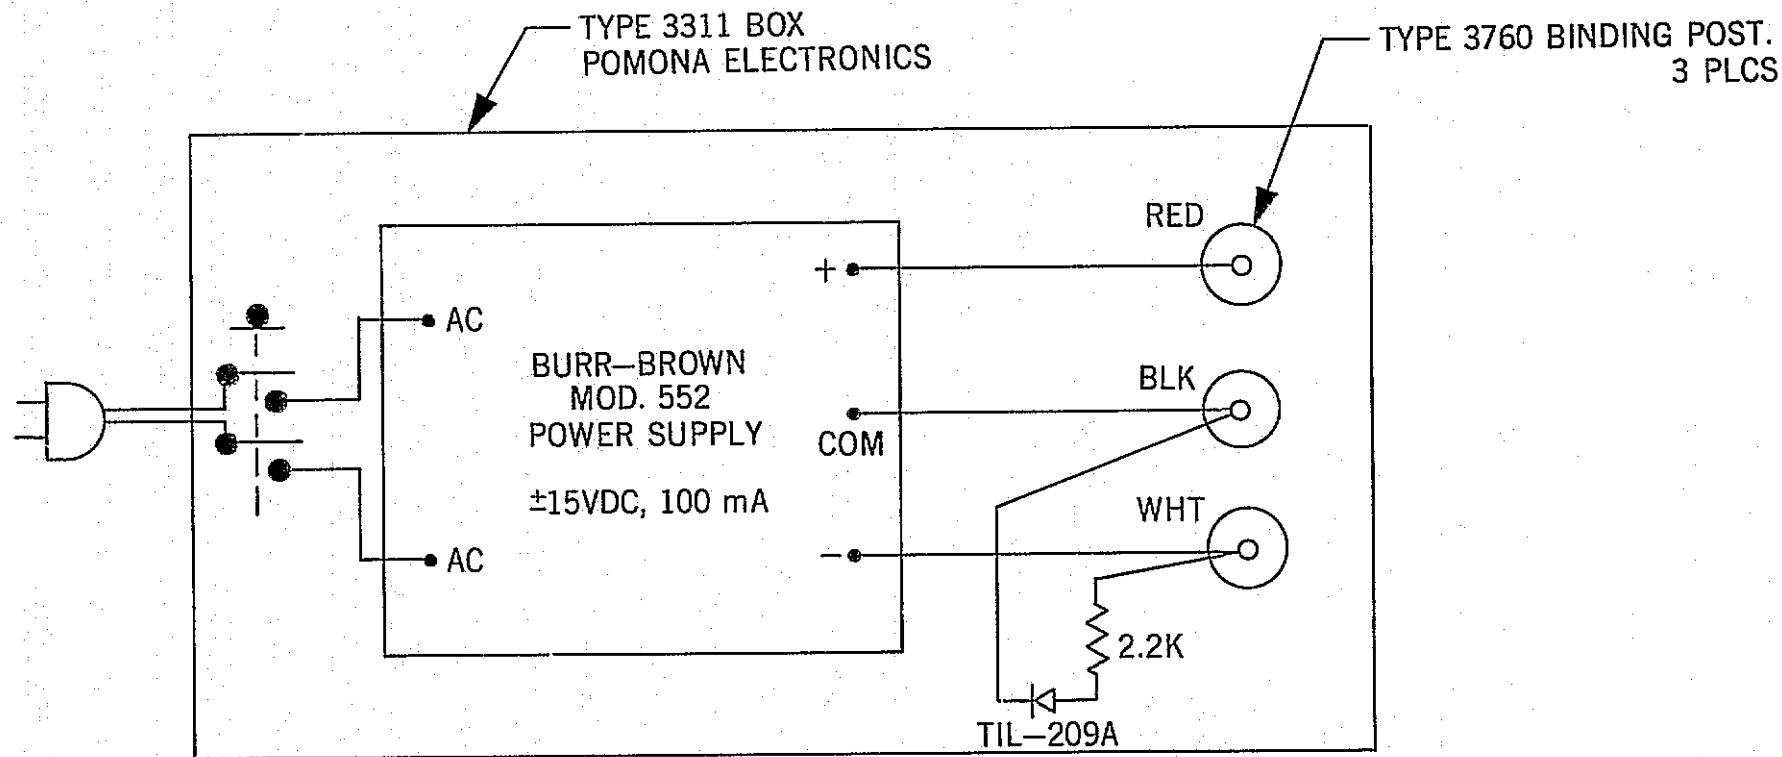 TYPE 3311 BOX
POMONA ELECTRONICS
TYPE 3760 BINDING POST.
3 PLCS
RED
+
AC
BURR–BROWN
MOD. 552
POWER SUPPLY
±15VDC, 100 mA
BLK
COM
WHT
AC
-
2.2K
TIL–209A